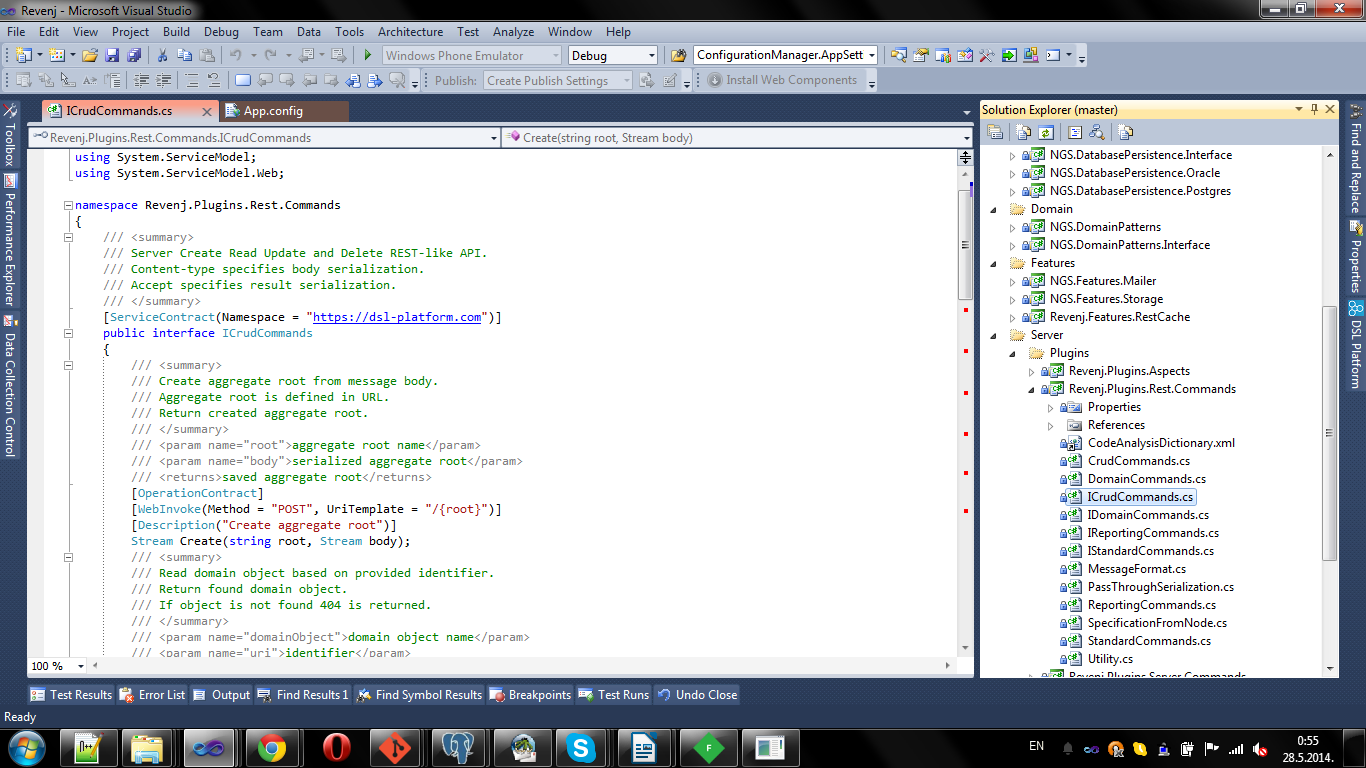 Revenj - Microsoft Visual Studio
File Edit View Project Build Debug Team Data Tools Architecture Test Analyze Window Help
Windows Phone Emulator Debug ConfigurationManager.AppSett
Publish: Create Publish Settings Install Web Components
Toolbox
Performance Explorer
Data Collection Control
ICrudCommands.cs App.config
Revenj.Plugins.Rest.Commands.ICrudCommands Create(string root, Stream body)
using System.ServiceModel;
using System.ServiceModel.Web;
namespace Revenj.Plugins.Rest.Commands
{
/// <summary>
/// Server Create Read Update and Delete REST-like API.
/// Content-type specifies body serialization.
/// Accept specifies result serialization.
/// </summary>
[ServiceContract(Namespace = "https://dsl-platform.com")]
public interface ICrudCommands
{
/// <summary>
/// Create aggregate root from message body.
/// Aggregate root is defined in URL.
/// Return created aggregate root.
/// </summary>
/// <param name="root">aggregate root name</param>
/// <param name="body">serialized aggregate root</param>
/// <returns>saved aggregate root</returns>
[OperationContract]
[WebInvoke(Method = "POST", UriTemplate = "/{root}")]
[Description("Create aggregate root")]
Stream Create(string root, Stream body);
/// <summary>
/// Read domain object based on provided identifier.
/// Return found domain object.
/// If object is not found 404 is returned.
/// </summary>
/// <param name="domainObject">domain object name</param>
/// <param name="uri">identifier</param>
100 %
Solution Explorer (master)
NGS.DatabasePersistence.Interface
NGS.DatabasePersistence.Oracle
NGS.DatabasePersistence.Postgres
Domain
NGS.DomainPatterns
NGS.DomainPatterns.Interface
Features
NGS.Features.Mailer
NGS.Features.Storage
Revenj.Features.RestCache
Server
Plugins
Revenj.Plugins.Aspects
Revenj.Plugins.Rest.Commands
Properties
References
CodeAnalysisDictionary.xml
CrudCommands.cs
DomainCommands.cs
ICrudCommands.cs
IDomainCommands.cs
IReportingCommands.cs
IStandardCommands.cs
MessageFormat.cs
PassThroughSerialization.cs
ReportingCommands.cs
SpecificationFromNode.cs
StandardCommands.cs
Utility.cs
Revenj.Plugins.Server.Commands
Find and Replace
Properties
DSL Platform
Test Results Error List Output Find Results 1 Find Symbol Results Breakpoints Test Runs Undo Close
Ready
EN
0:55
28.5.2014.